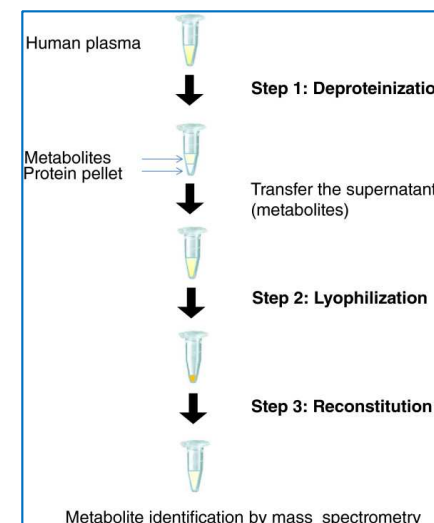 Human plasma
Step 1: Deproteinizatio
Metabolites
Protein pellet
Transfer the supernatant
(metabolites)
Step 2: Lyophilization
Step 3: Reconstitution
Metabolite identification by mass spectrometry